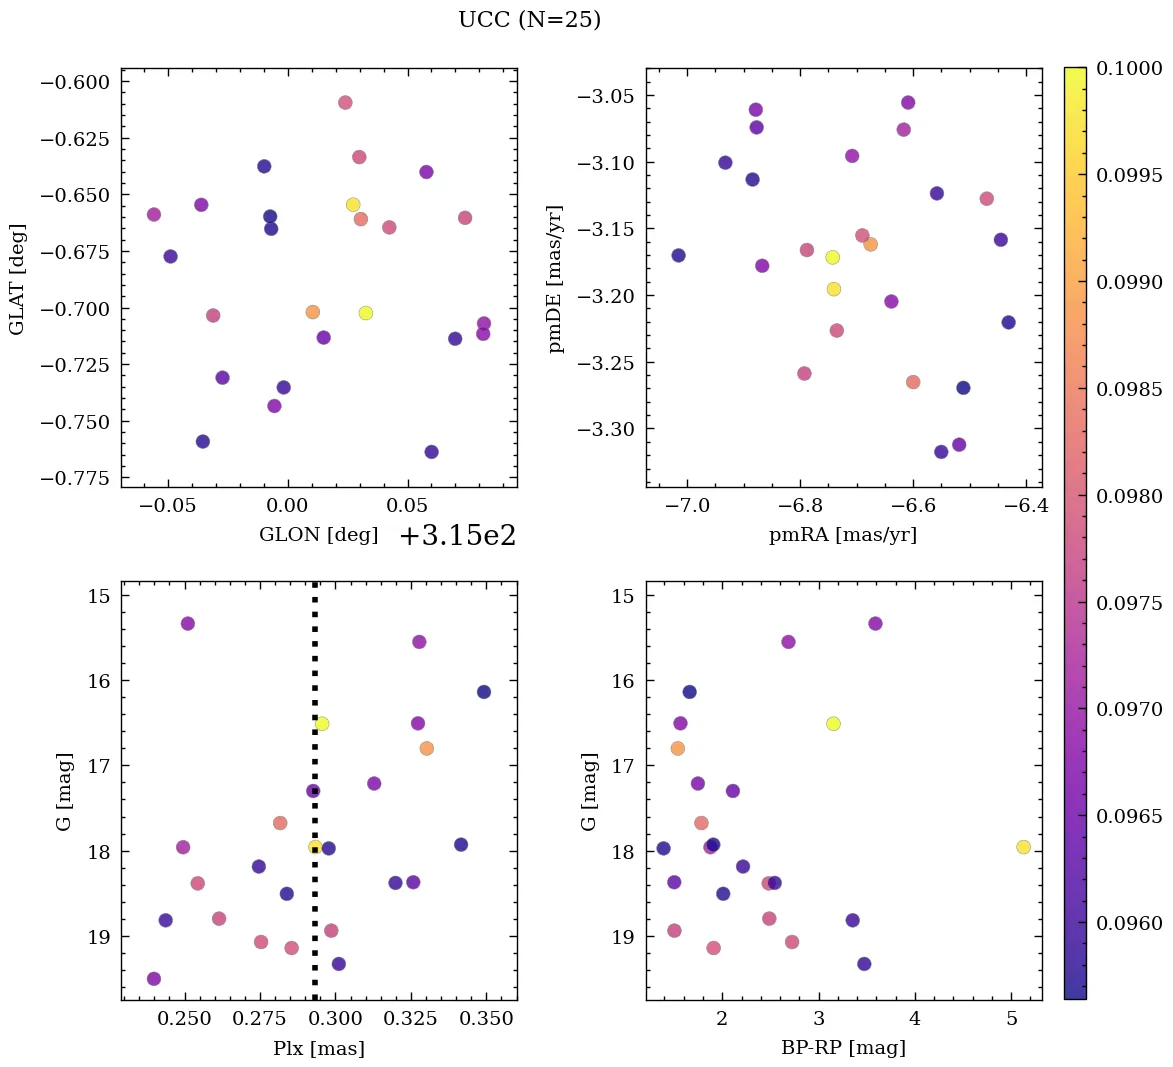 UCC (N=25)
−0.600
−0.625
−0.650
−0.675
−0.700
−0.725
−0.750
−0.775
GLAT [deg]
−0.05 0.00 0.05
GLON [deg] +3.15e2
−3.05
−3.10
−3.15
−3.20
−3.25
−3.30
pmDE [mas/yr]
−7.0 −6.8 −6.6 −6.4
pmRA [mas/yr]
15
16
17
18
19
G [mag]
0.250 0.275 0.300 0.325 0.350
Plx [mas]
15
16
17
18
19
G [mag]
2 3 4 5
BP-RP [mag]
0.1000
0.0995
0.0990
0.0985
0.0980
0.0975
0.0970
0.0965
0.0960